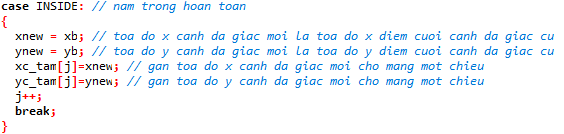 case INSIDE: // nam trong hoan toan
{
xnew = xb; // toa do x canh da giac moi la toa do x diem cuoi canh da giac cu
ynew = yb; // toa do y canh da giac moi la toa do y diem cuoi canh da giac cu
xc_tam[j]=xnew; // gan toa do x canh da giac moi cho mang mot chieu
yc_tam[j]=ynew; // gan toa do y canh da giac moi cho mang mot chieu
j++;
break;
}